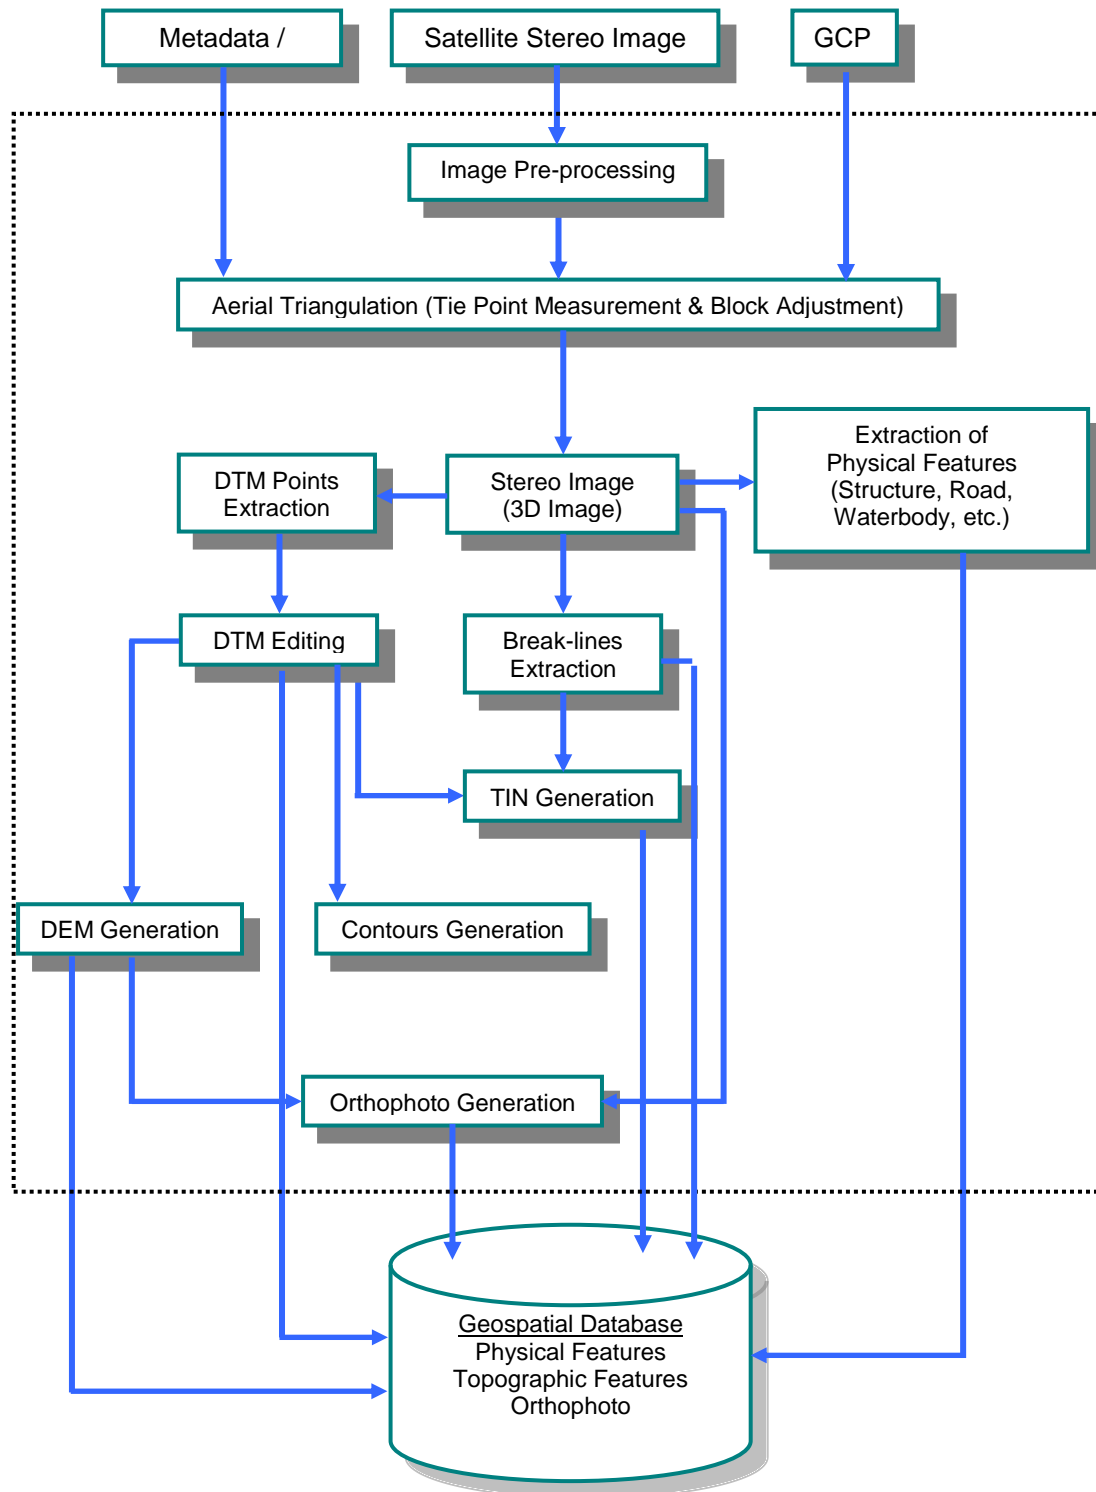 Metadata /
Satellite Stereo Image
GCP
Image Pre-processing
Aerial Triangulation (Tie Point Measurement & Block Adjustment)
Extraction of
Physical Features
(Structure, Road,
Waterbody, etc.)
DTM Points
Extraction
Stereo Image
(3D Image)
DTM Editing
Break-lines
Extraction
TIN Generation
DEM Generation
Contours Generation
Orthophoto Generation
Geospatial Database
Physical Features
Topographic Features
Orthophoto